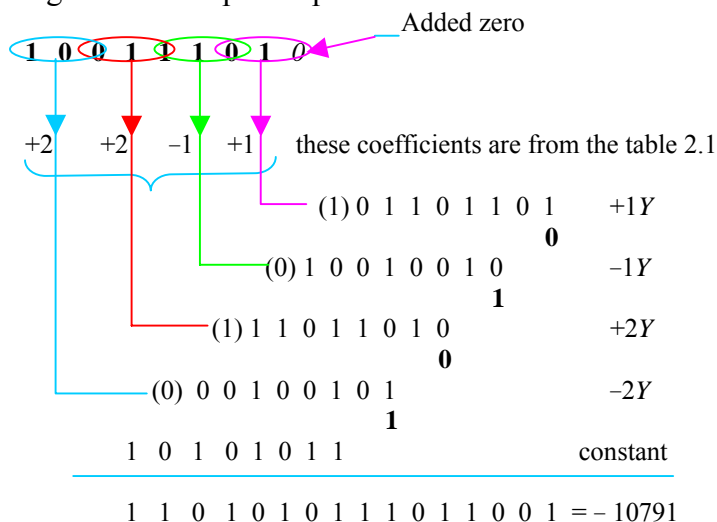 Added zero
1 0 0 1 1 1 0 1 0
+2 +2 –1 +1 these coefficients are from the table 2.1
(1) 0 1 1 0 1 1 0 1 +1Y
0
(0) 1 0 0 1 0 0 1 0 –1Y
1
(1) 1 1 0 1 1 0 1 0 +2Y
0
(0) 0 0 1 0 0 1 0 1 –2Y
1
1 0 1 0 1 0 1 1 constant
1 1 0 1 0 1 0 1 1 1 0 1 1 0 0 1 = – 10791